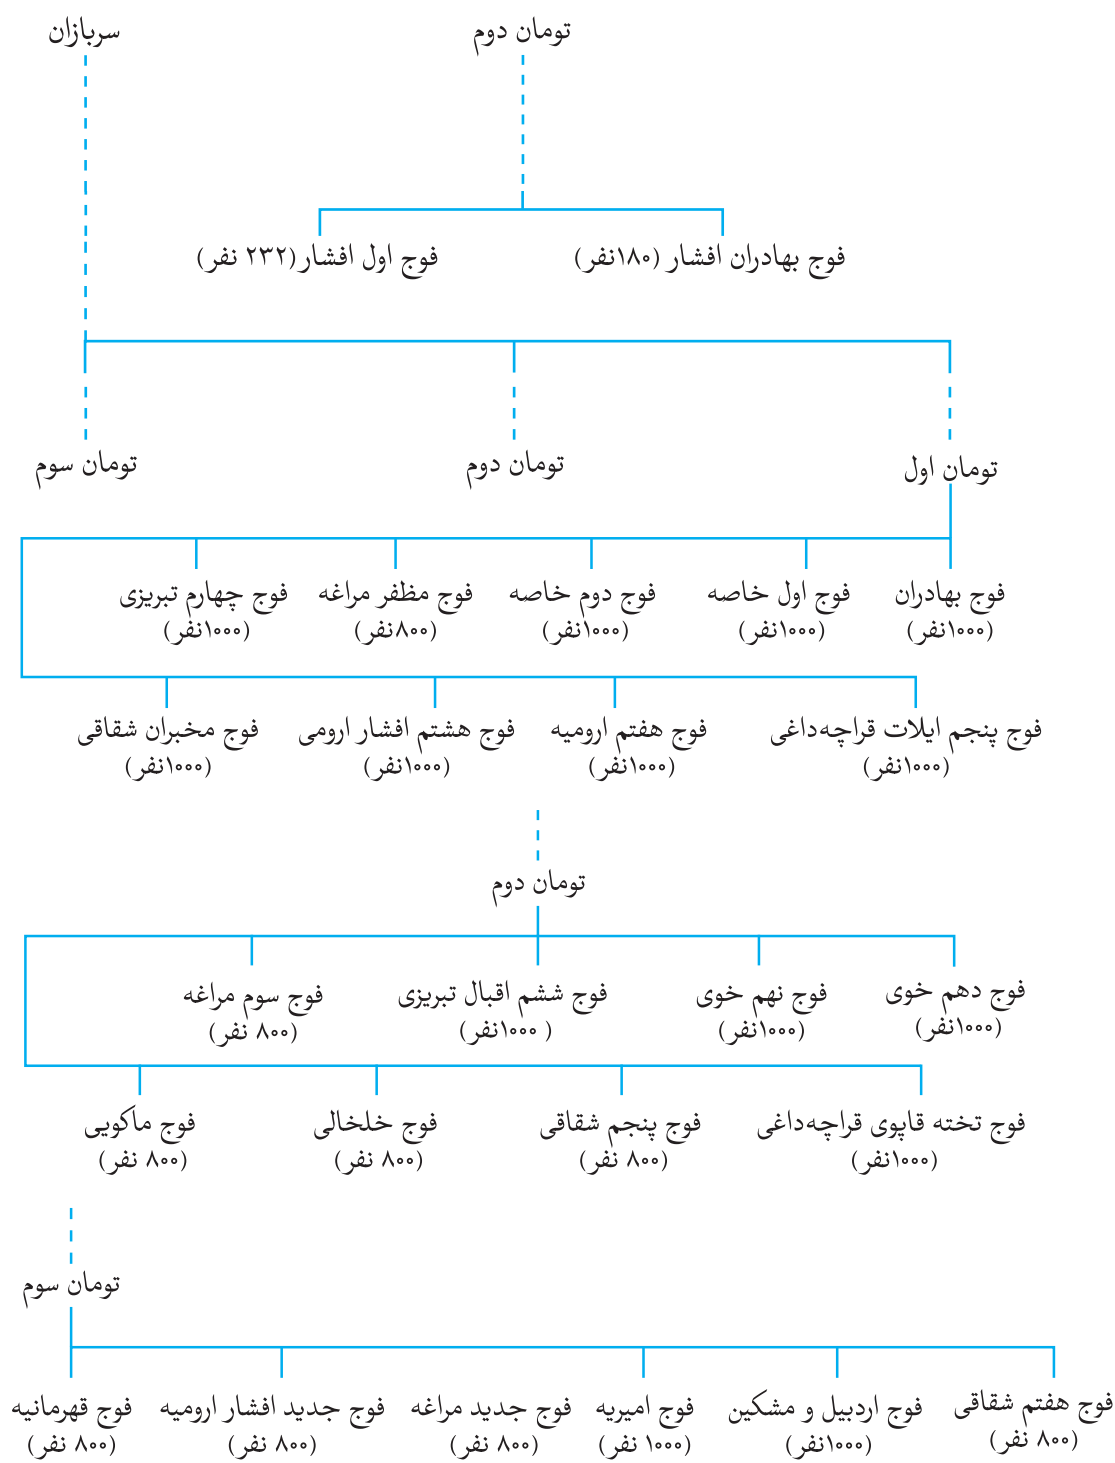 تومان دوم
سربازان
فوج بهادران افشار (۱۸۰نفر)
فوج اول افشار(۲۳۲ نفر)
تومان اول
تومان دوم
تومان سوم
فوج بهادران
(۱۰۰۰نفر)
فوج اول خاصه
(۱۰۰۰نفر)
فوج دوم خاصه
(۱۰۰۰نفر)
فوج مظفر مراغه
(۸۰۰نفر)
فوج چهارم تبریزی
(۱۰۰۰نفر)
فوج پنجم ایلات قراچه‌داغی
(۱۰۰۰نفر)
فوج هفتم ارومیه
(۱۰۰۰نفر)
فوج هشتم افشار ارومی
(۱۰۰۰نفر)
فوج مخبران شقاقی
(۱۰۰۰نفر)
تومان دوم
فوج دهم خوی
(۱۰۰۰نفر)
فوج نهم خوی
(۱۰۰۰نفر)
فوج ششم اقبال تبریزی
( ۱۰۰۰نفر)
فوج سوم مراغه
(۸۰۰ نفر)
فوج تخته قاپوی قراچه‌داغی
(۱۰۰۰نفر)
فوج پنجم شقاقی
(۸۰۰ نفر)
فوج خلخالی
(۸۰۰ نفر)
فوج ماکویی
(۸۰۰ نفر)
تومان سوم
فوج هفتم شقاقی
(۸۰۰ نفر)
فوج اردبیل و مشکین
(۱۰۰۰نفر)
فوج امیریه
(۱۰۰۰ نفر)
فوج جدید مراغه
(۸۰۰ نفر)
فوج جدید افشار ارومیه
(۸۰۰ نفر)
فوج قهرمانیه
(۸۰۰ نفر)